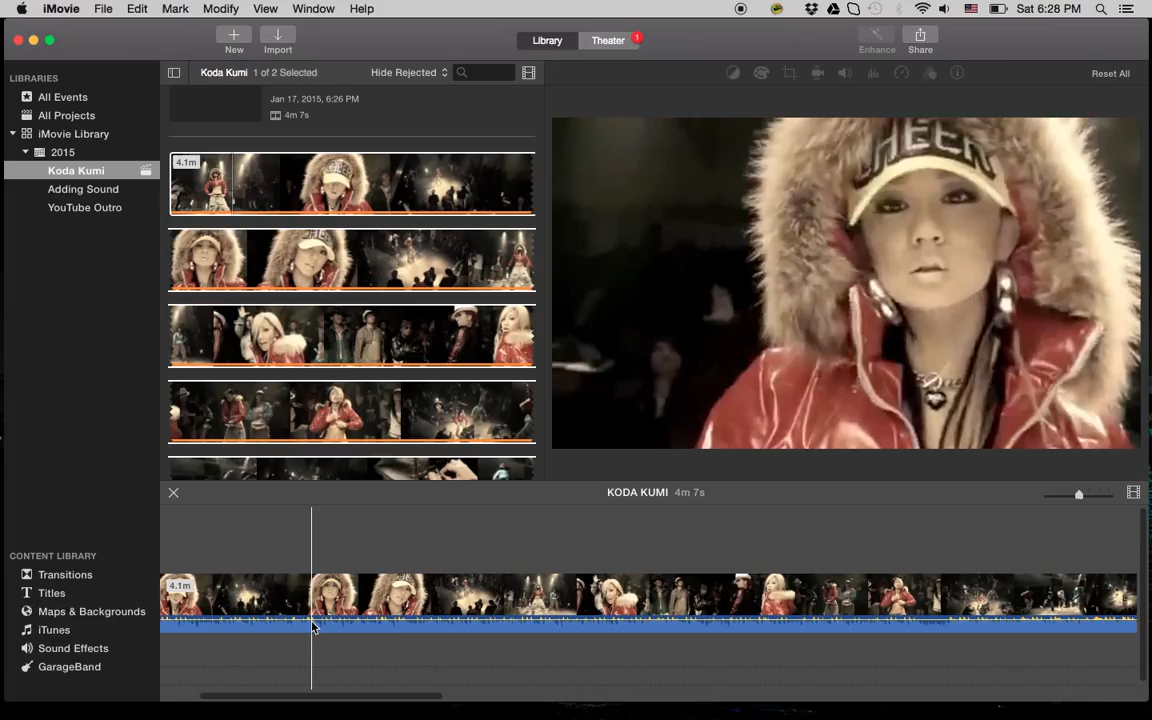 iMovie File Edit Mark Modify View Window Help
Sat 6:28 PM
New
Import
Library
Theater
1
Enhance
Share
LIBRARIES
All Events
All Projects
iMovie Library
2015
Koda Kumi
Adding Sound
YouTube Outro
Koda Kumi 1 of 2 Selected
Hide Rejected
Reset All
Jan 17, 2015, 6:26 PM
4m 7s
4.1m
CHEER
KODA KUMI 4m 7s
4.1m
CONTENT LIBRARY
Transitions
Titles
Maps & Backgrounds
iTunes
Sound Effects
GarageBand